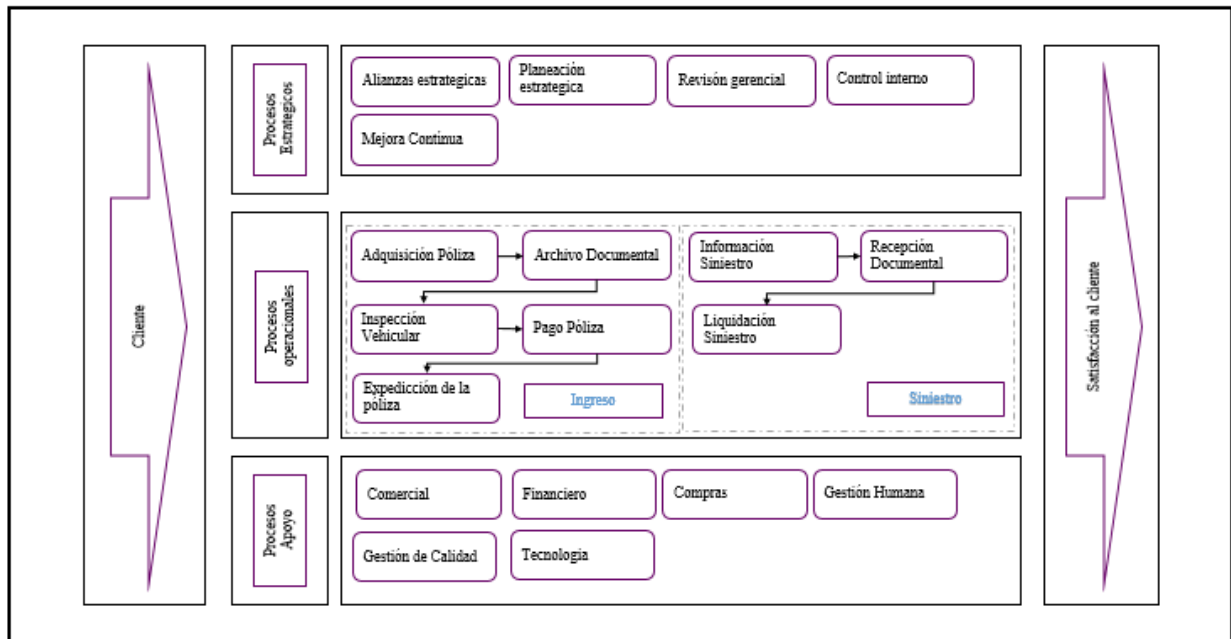 Cliente
Procesos
Estrategicos
Alianzas estrategicas
Planeación
estrategica
Revisón gerencial
Control interno
Mejora Continua
Procesos
operacionales
Adquisición Póliza
Archivo Documental
Inspección
Vehicular
Pago Póliza
Expedicción de la
póliza
Ingreso
Información
Siniestro
Recepción
Documental
Liquidación
Siniestro
Siniestro
Procesos
Apoyo
Comercial
Financiero
Compras
Gestión Humana
Gestión de Calidad
Tecnologia
Satisfacción al cliente